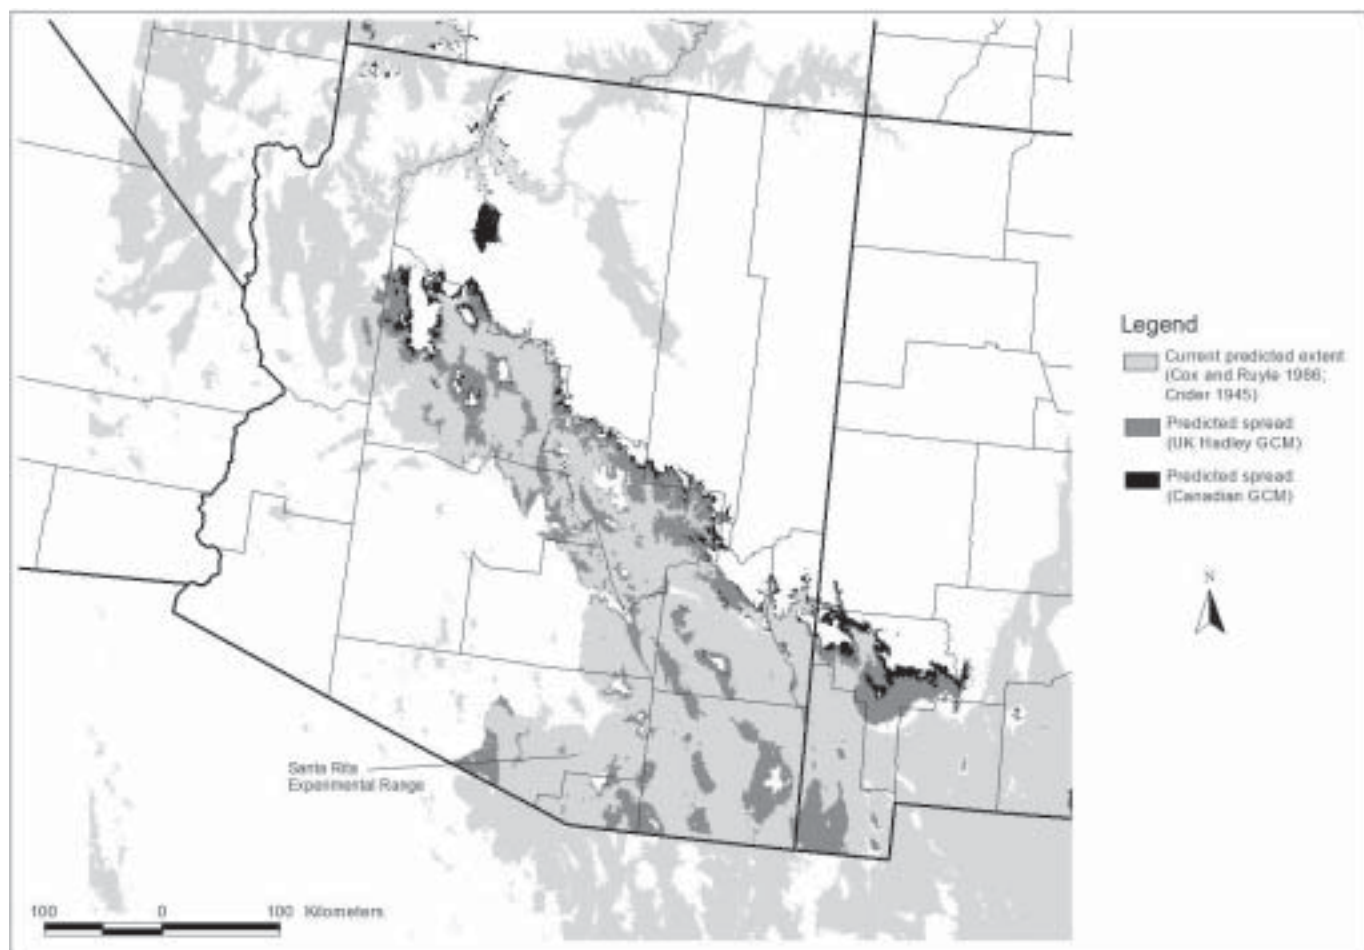 Legend
Current predicted extent
(Cox and Ruyle 1986;
Crider 1945)
Predicted spread
(UK Hadley GCM)
Predicted spread
(Canadian GCM)
N
Santa Rita
Experimental Range
100 0 100 Kilometers